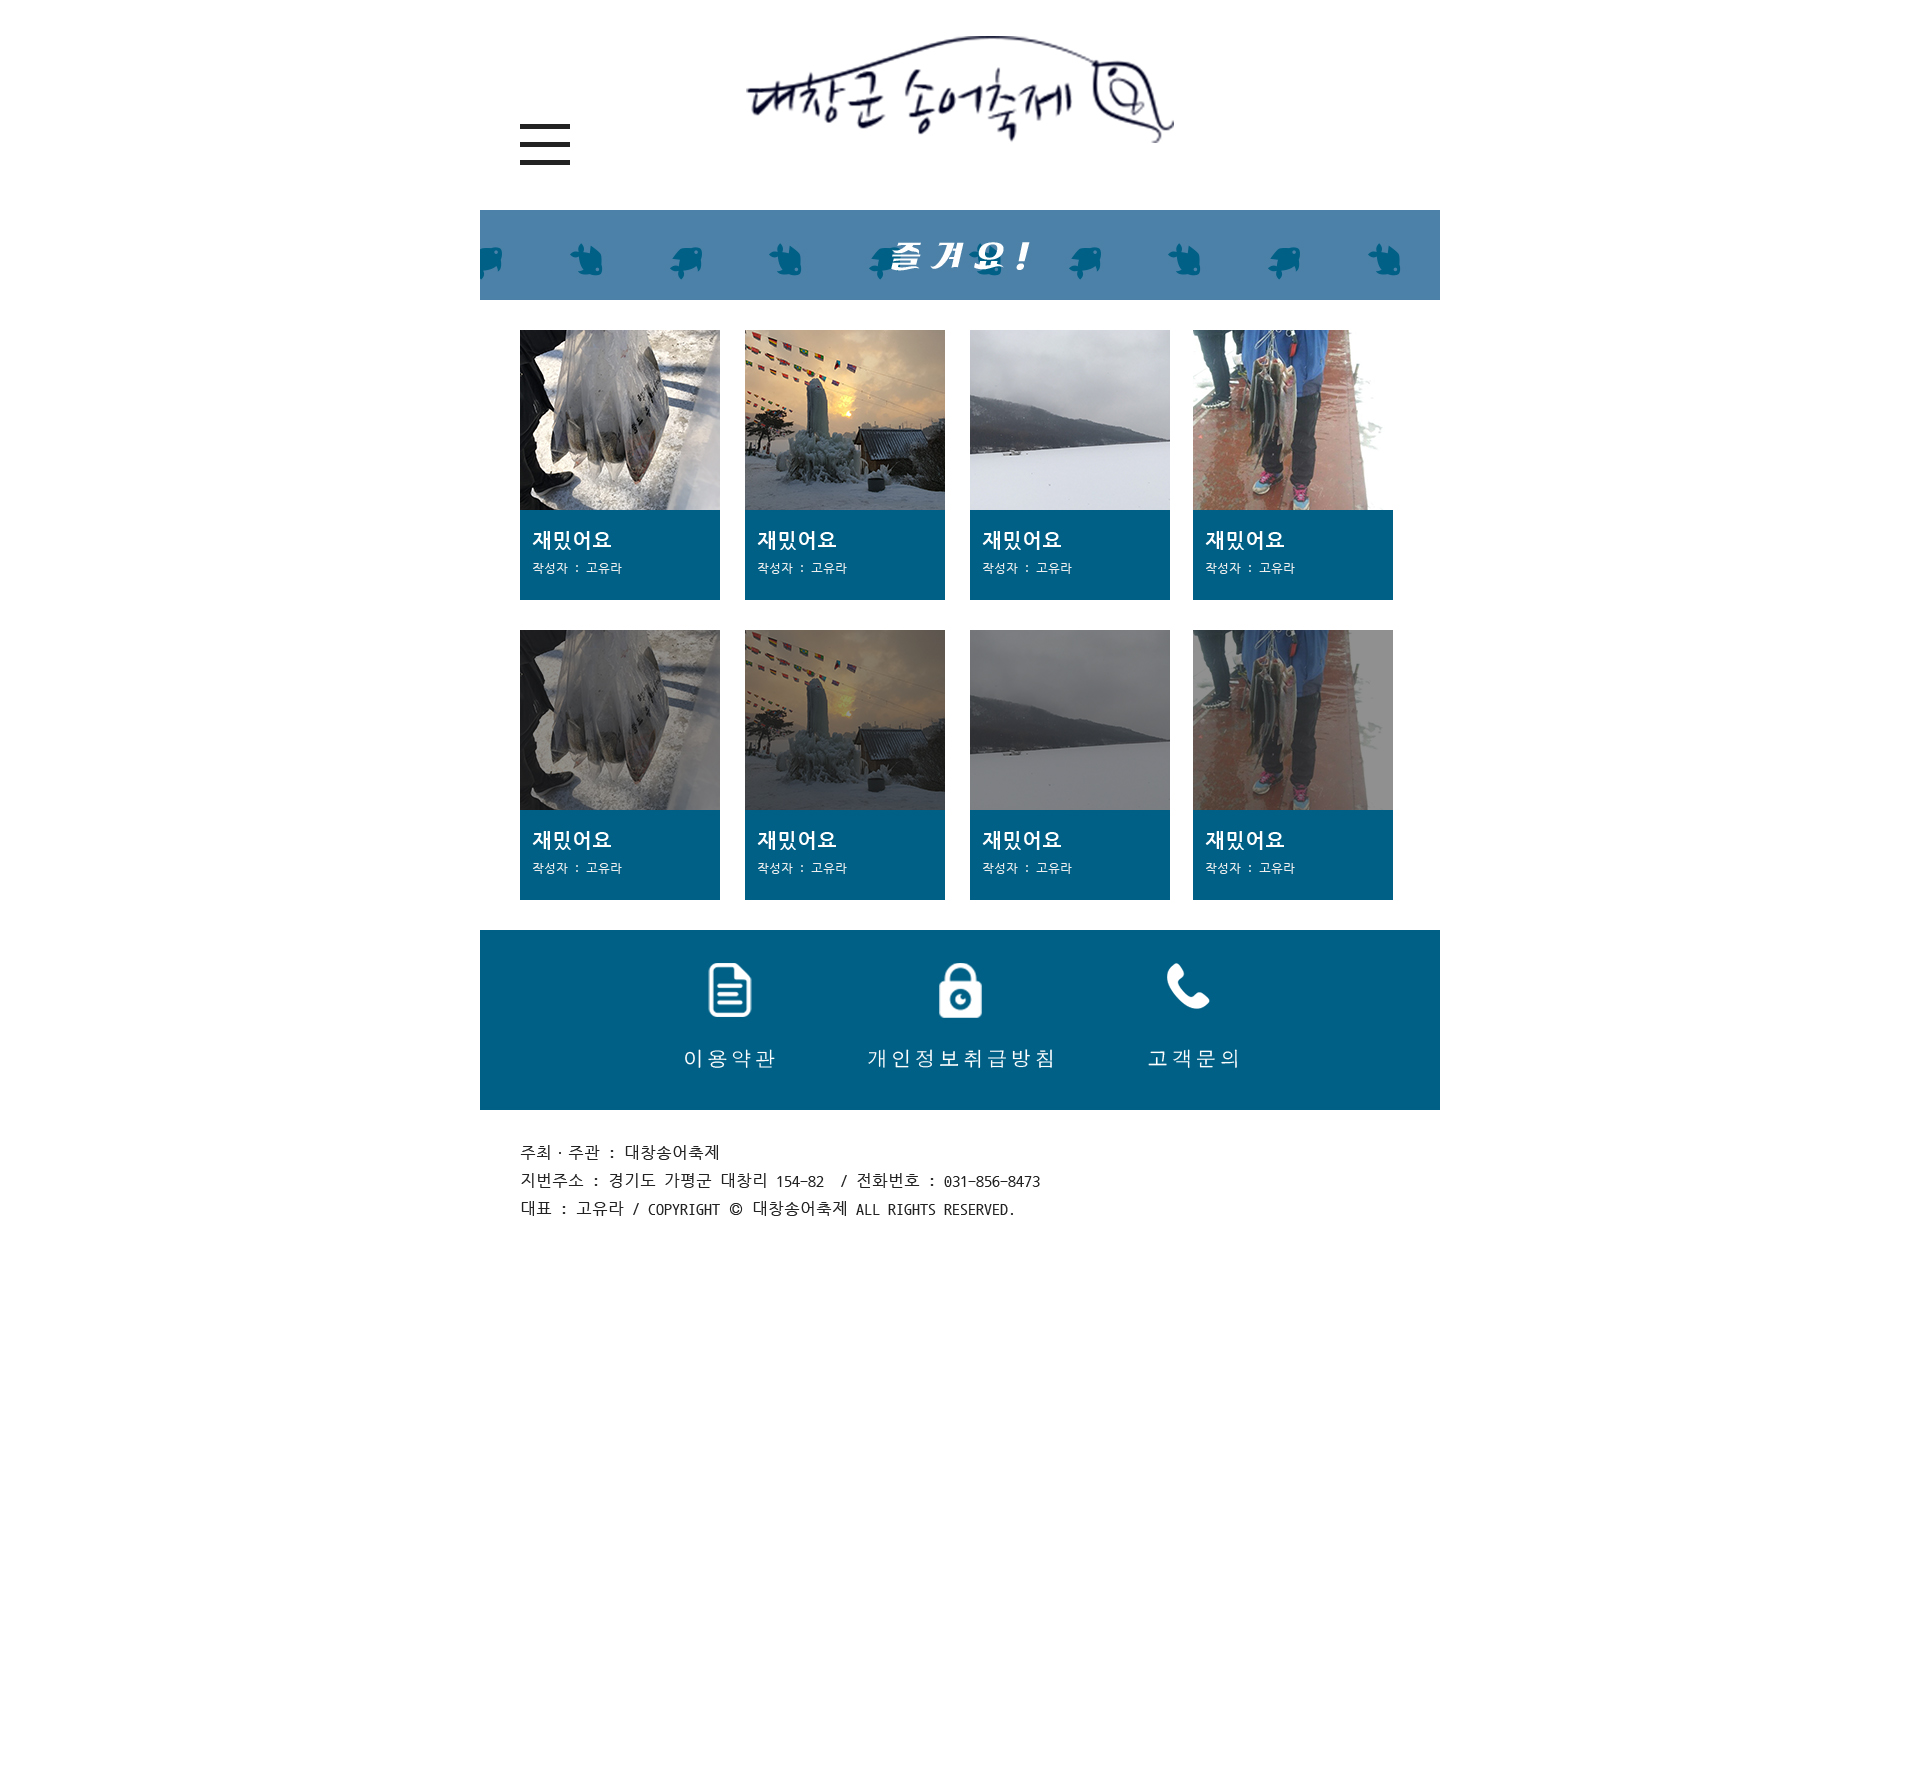 대창군 송어축제
즐겨요!
재밌어요 재밌어요 재밌어요 재밌어요
작성자 : 고유라 작성자 : 고유라 작성자 : 고유라 작성자 : 고유라
재밌어요 재밌어요 재밌어요 재밌어요
작성자 : 고유라 작성자 : 고유라 작성자 : 고유라 작성자 : 고유라
이용약관 개인정보취급방침 고객문의
주최·주관 : 대창송어축제
지번주소 : 경기도 가평군 대창리 154-82 / 전화번호 : 031-856-8473
대표 : 고유라 / COPYRIGHT © 대창송어축제 ALL RIGHTS RESERVED.